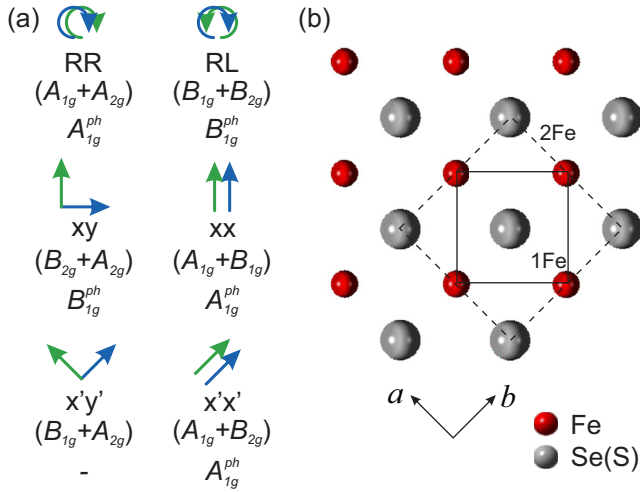 (a)
RR
(A1g+A2g)
A1g^ph
RL
(B1g+B2g)
B1g^ph
xy
(B2g+A2g)
B1g^ph
xx
(A1g+B1g)
A1g^ph
x'y'
(B1g+A2g)
-
x'x'
(A1g+B2g)
A1g^ph
(b)
2Fe
1Fe
a
b
Fe
Se(S)